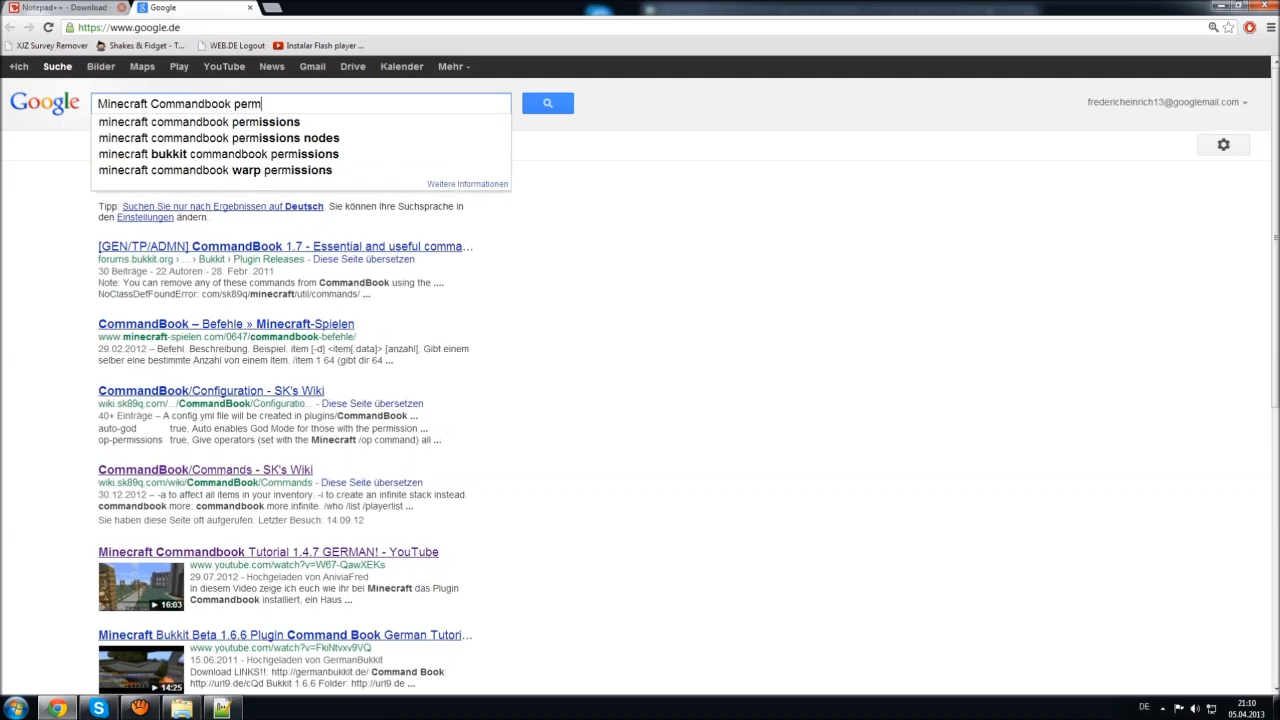 Notepad++ - Download
Google
https://www.google.de
XJZ Survey Remover
Shakes & Fidget - T...
WEB.DE Logout
Instalar Flash player ...
+Ich Suche Bilder Maps Play YouTube News Gmail Drive Kalender Mehr
Google
Minecraft Commandbook perm
fredericheinrich13@googlemail.com
minecraft commandbook permissions
minecraft commandbook permissions nodes
minecraft bukkit commandbook permissions
minecraft commandbook warp permissions
Weitere Informationen
Tipp: Suchen Sie nur nach Ergebnissen auf Deutsch. Sie können Ihre Suchsprache in
den Einstellungen ändern.
[GEN/TP/ADMN] CommandBook 1.7 - Essential and useful comma...
forums.bukkit.org › ... › Bukkit › Plugin Releases - Diese Seite übersetzen
30 Beiträge - 22 Autoren - 28. Febr. 2011
Note: You can remove any of these commands from CommandBook using the ....
NoClassDefFoundError: com/sk89q/minecraft/util/commands/ ...
CommandBook – Befehle » Minecraft-Spielen
www.minecraft-spielen.com/0647/commandbook-befehle/
29.02.2012 – Befehl. Beschreibung. Beispiel. item [-d] <item[:data]> [anzahl], Gibt einem
selber eine bestimmte Anzahl von einem Item. /item 1 64 (gibt dir 64 ...
CommandBook/Configuration - SK's Wiki
wiki.sk89q.com/.../CommandBook/Configuratio... - Diese Seite übersetzen
40+ Einträge – A config.yml file will be created in plugins/CommandBook ...
auto-god true, Auto enables God Mode for those with the permission ...
op-permissions true, Give operators (set with the Minecraft /op command) all ...
CommandBook/Commands - SK's Wiki
wiki.sk89q.com/wiki/CommandBook/Commands - Diese Seite übersetzen
30.12.2012 – -a to affect all items in your inventory. -i to create an infinite stack instead.
commandbook.more; commandbook.more.infinite. /who /list /playerlist ...
Sie haben diese Seite oft aufgerufen. Letzter Besuch: 14.09.12
Minecraft Commandbook Tutorial 1.4.7 GERMAN! - YouTube
www.youtube.com/watch?v=W67-QawXEKs
29.07.2012 - Hochgeladen von AniviaFred
In diesem Video zeige ich euch wie ihr bei Minecraft das Plugin
Commandbook installiert, ein Haus ...
16:03
Minecraft Bukkit Beta 1.6.6 Plugin Command Book German Tutori...
www.youtube.com/watch?v=FkiNtvxv9VQ
15.06.2011 - Hochgeladen von GermanBukkit
Download LINKS!!: http://germanbukkit.de/ Command Book:
http://url9.de/cQd Bukkit 1.6.6 Folder: http://url9.de ...
14:25
DE
21:10
05.04.2013